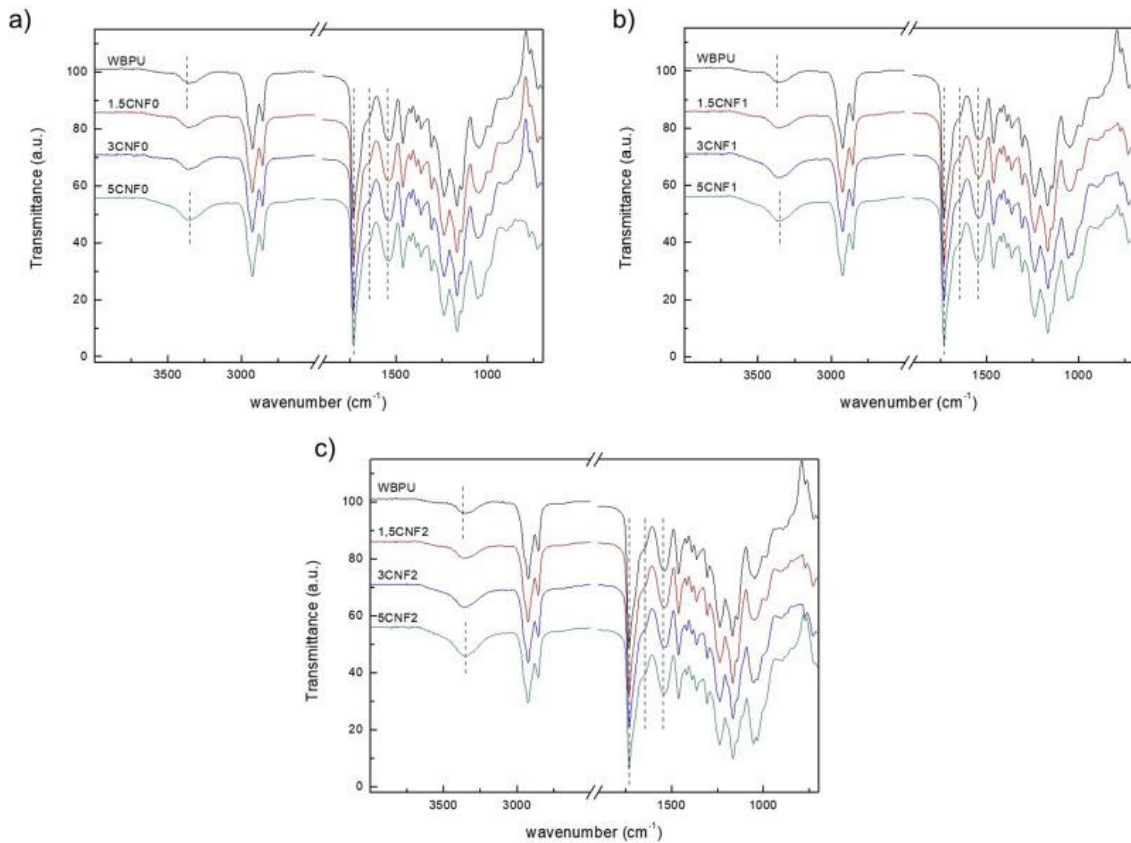 a)
WBPU
1.5CNF0
3CNF0
5CNF0
Transmittance (a.u.)
100
80
60
40
20
0
3500 3000 1500 1000
wavenumber (cm⁻¹)
b)
WBPU
1.5CNF1
3CNF1
5CNF1
Transmittance (a.u.)
100
80
60
40
20
0
3500 3000 1500 1000
wavenumber (cm⁻¹)
c)
WBPU
1,5CNF2
3CNF2
5CNF2
Transmittance (a.u.)
100
80
60
40
20
0
3500 3000 1500 1000
wavenumber (cm⁻¹)